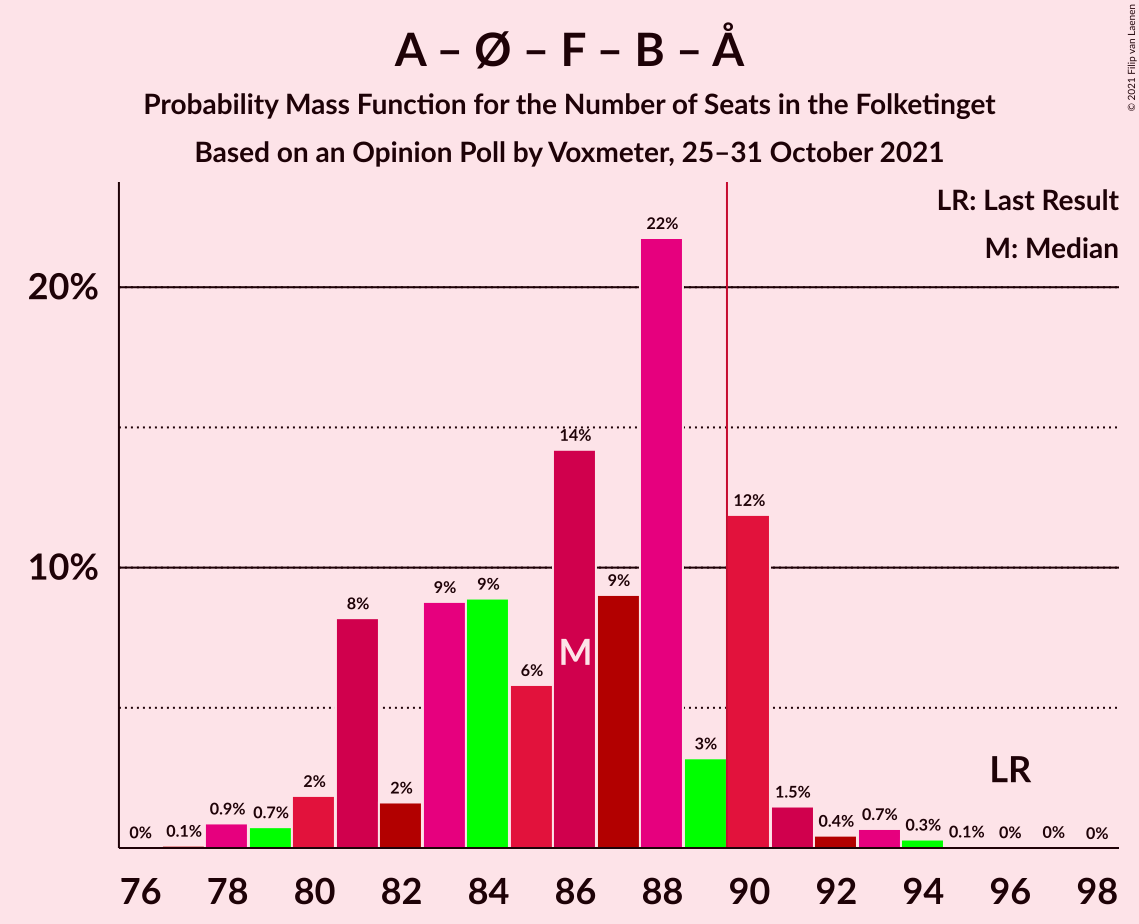 A – Ø – F – B – Å
Probability Mass Function for the Number of Seats in the Folketinget
Based on an Opinion Poll by Voxmeter, 25–31 October 2021
© 2021 Filip van Laenen
LR: Last Result
M: Median
20%
10%
0%
0.1%
0.9%
0.7%
2%
8%
2%
9%
9%
6%
14%
9%
22%
3%
12%
1.5%
0.4%
0.7%
0.3%
0.1%
0%
0%
0%
M
LR
76 78 80 82 84 86 88 90 92 94 96 98